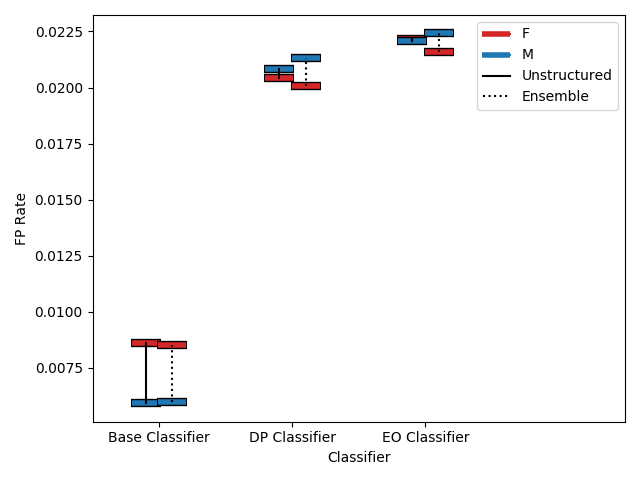 F
M
Unstructured
Ensemble
FP Rate
0.0225
0.0200
0.0175
0.0150
0.0125
0.0100
0.0075
Base Classifier
DP Classifier
EO Classifier
Classifier